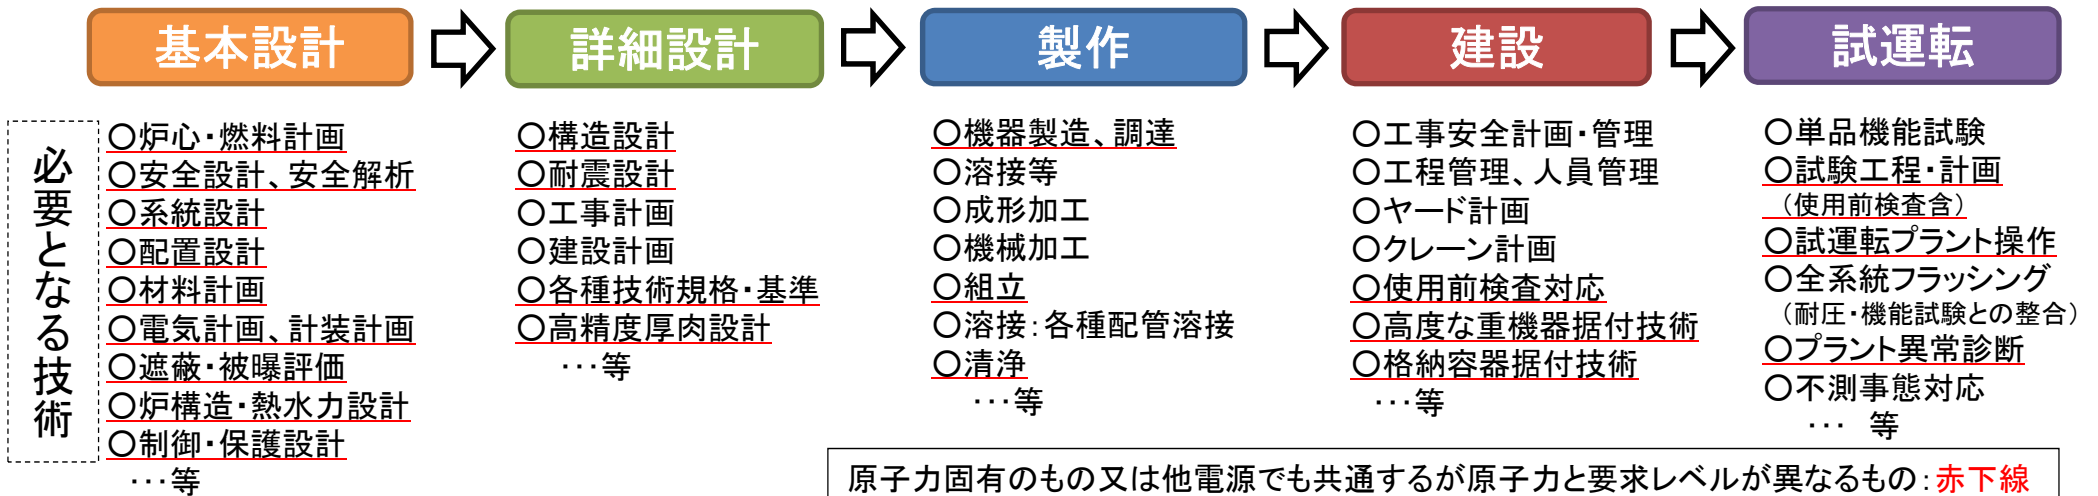 基本設計
詳細設計
製作
建設
試運転
必要となる技術
○炉心・燃料計画
○安全設計、安全解析
○系統設計
○配置設計
○材料計画
○電気計画、計装計画
○遮蔽・被曝評価
○炉構造・熱水力設計
○制御・保護設計
…等
○構造設計
○耐震設計
○工事計画
○建設計画
○各種技術規格・基準
○高精度厚肉設計
…等
○機器製造、調達
○溶接等
○成形加工
○機械加工
○組立
○溶接:各種配管溶接
○清浄
…等
○工事安全計画・管理
○工程管理、人員管理
○ヤード計画
○クレーン計画
○使用前検査対応
○高度な重機器据付技術
○格納容器据付技術
…等
○単品機能試験
○試験工程・計画
（使用前検査含）
○試運転プラント操作
○全系統フラッシング
（耐圧・機能試験との整合）
○プラント異常診断
○不測事態対応
… 等
原子力固有のもの又は他電源でも共通するが原子力と要求レベルが異なるもの:赤下線